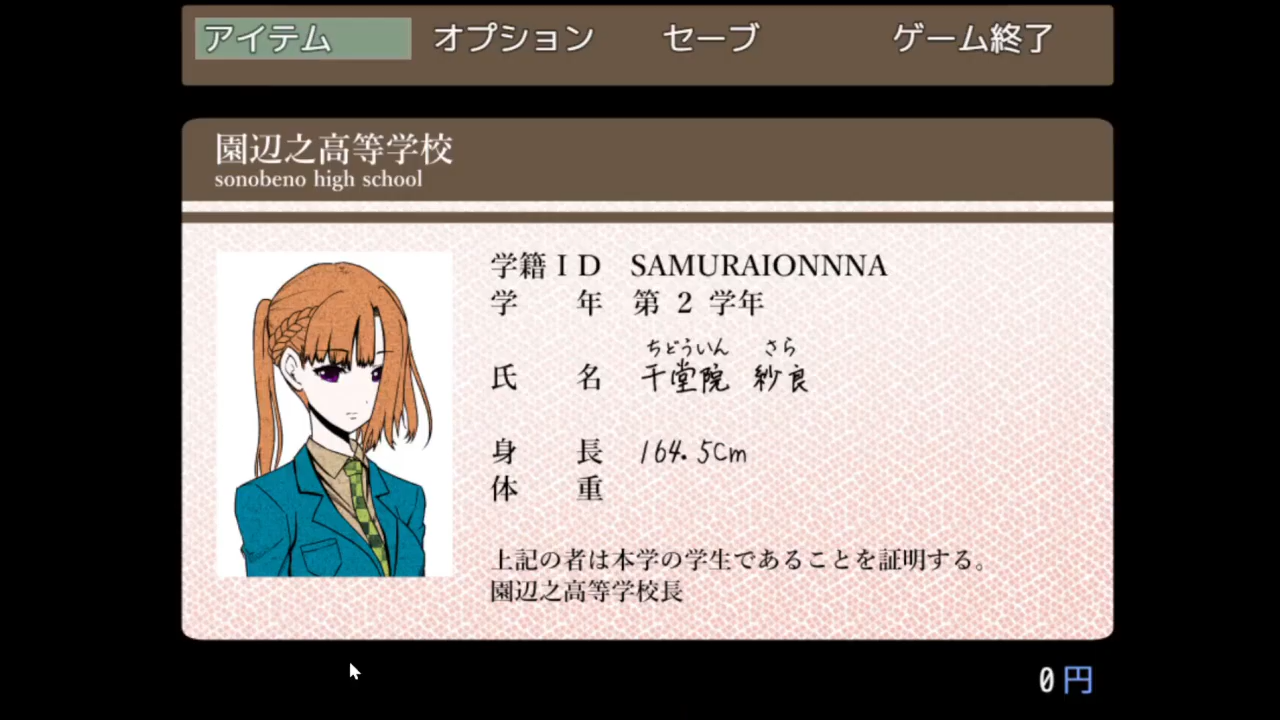 アイテム オプション セーブ ゲーム終了
園辺之高等学校
sonobeno high school
学籍ＩＤ SAMURAIONNNA
学年 第２学年
ちどういん さら
氏名 千堂院 紗良
身長 164.5cm
体重
上記の者は本学の学生であることを証明する。
園辺之高等学校長
0円